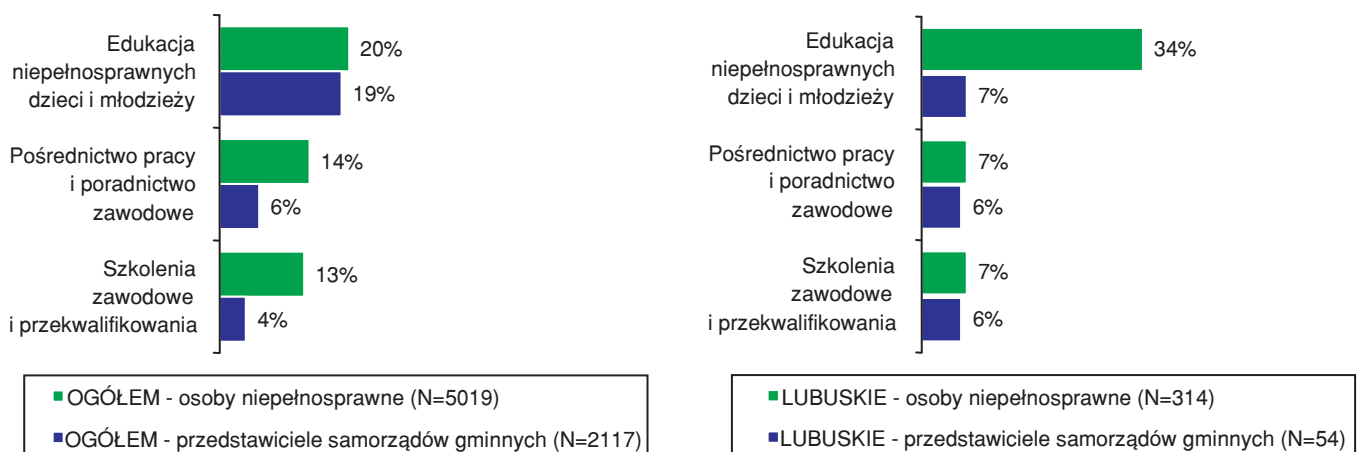 Edukacja
niepełnosprawnych
dzieci i młodzieży
20%
19%
Pośrednictwo pracy
i poradnictwo
zawodowe
14%
6%
Szkolenia
zawodowe
i przekwalifikowania
13%
4%
OGÓŁEM - osoby niepełnosprawne (N=5019)
OGÓŁEM - przedstawiciele samorządów gminnych (N=2117)
Edukacja
niepełnosprawnych
dzieci i młodzieży
34%
7%
Pośrednictwo pracy
i poradnictwo
zawodowe
7%
6%
Szkolenia
zawodowe
i przekwalifikowania
7%
6%
LUBUSKIE - osoby niepełnosprawne (N=314)
LUBUSKIE - przedstawiciele samorządów gminnych (N=54)